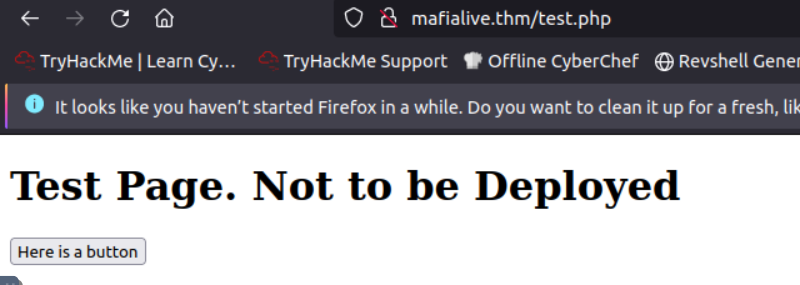 mafialive.thm/test.php
TryHackMe | Learn Cy... TryHackMe Support Offline CyberChef Revshell Gener
It looks like you haven't started Firefox in a while. Do you want to clean it up for a fresh, lik
Test Page. Not to be Deployed
Here is a button